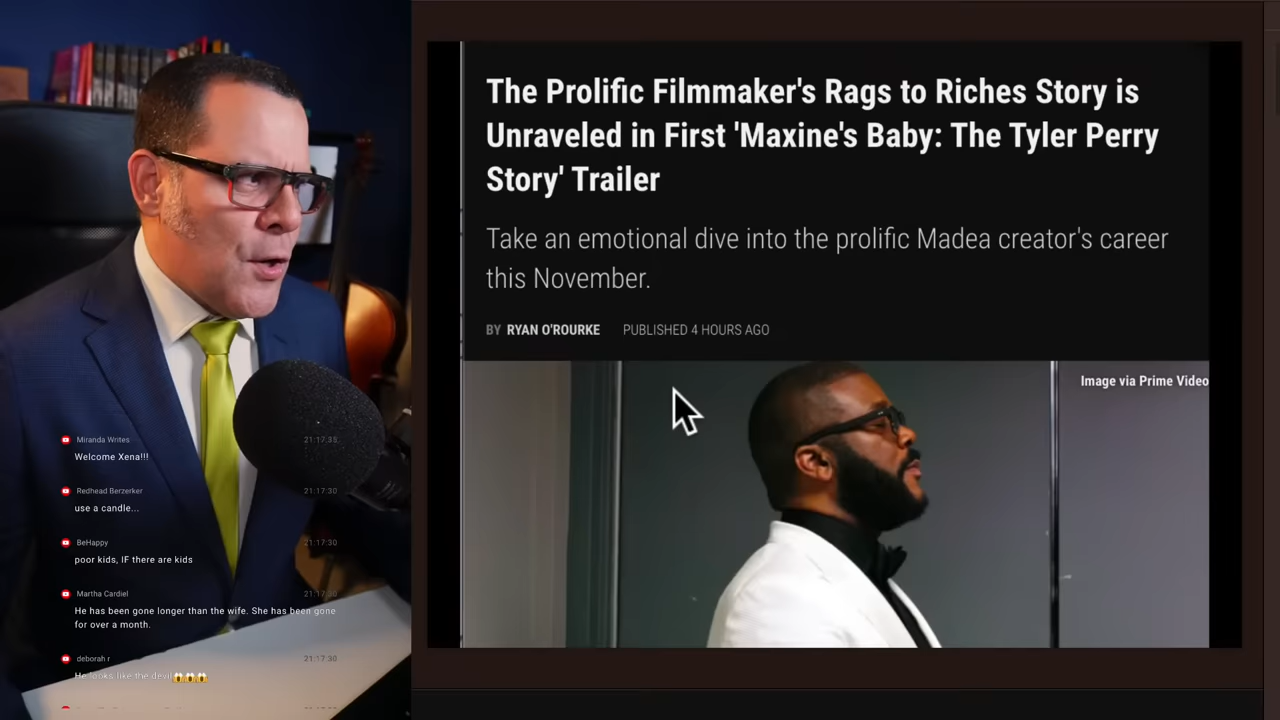 The Prolific Filmmaker's Rags to Riches Story is
Unraveled in First 'Maxine's Baby: The Tyler Perry
Story' Trailer
Take an emotional dive into the prolific Madea creator's career
this November.
BY RYAN O'ROURKE PUBLISHED 4 HOURS AGO
Image via Prime Video
Miranda Writes 21:17:35
Welcome Xena!!!
Redhead Berzerker 21:17:30
use a candle...
BeHappy 21:17:30
poor kids, IF there are kids
Martha Cardiel 21:17:30
He has been gone longer than the wife. She has been gone
for over a month.
deborah r 21:17:30
He looks like the devil😱😱😱